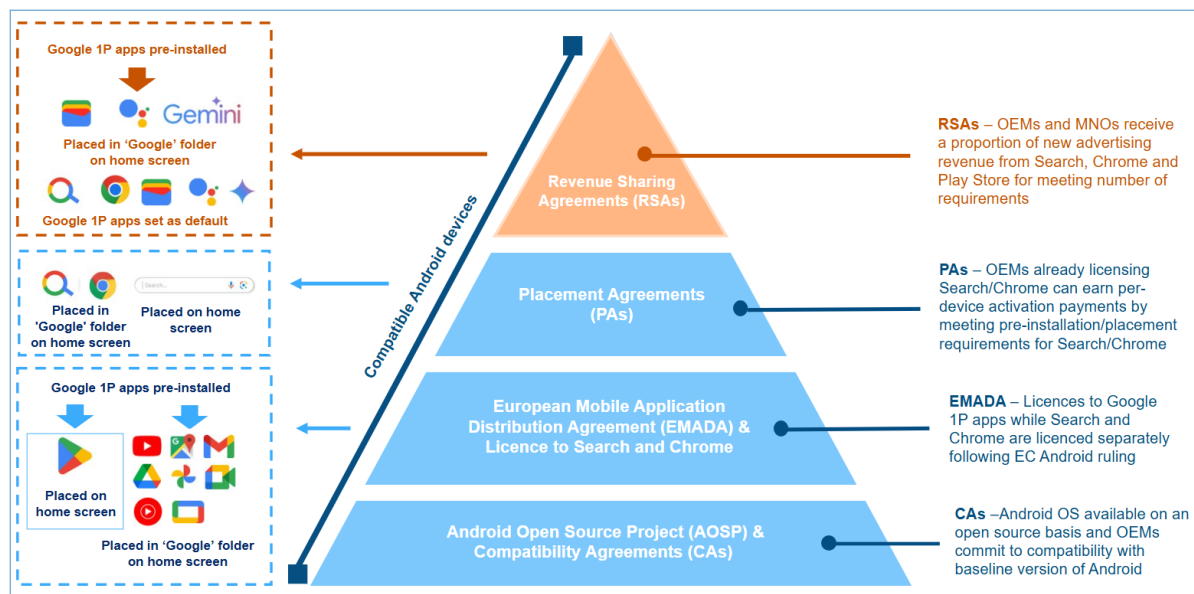 Google 1P apps pre-installed
Gemini
Placed in ‘Google’ folder
on home screen
Google 1P apps set as default
Search...
Placed in
'Google' folder
on home screen
Placed on home
screen
Google 1P apps pre-installed
Placed on
home screen
Placed in ‘Google’ folder
on home screen
Compatible Android devices
Revenue Sharing
Agreements (RSAs)
Placement Agreements
(PAs)
European Mobile Application
Distribution Agreement (EMADA) &
Licence to Search and Chrome
Android Open Source Project (AOSP) &
Compatibility Agreements (CAs)
RSAs – OEMs and MNOs receive
a proportion of new advertising
revenue from Search, Chrome and
Play Store for meeting number of
requirements
PAs – OEMs already licensing
Search/Chrome can earn per-
device activation payments by
meeting pre-installation/placement
requirements for Search/Chrome
EMADA – Licences to Google
1P apps while Search and
Chrome are licenced separately
following EC Android ruling
CAs –Android OS available on an
open source basis and OEMs
commit to compatibility with
baseline version of Android